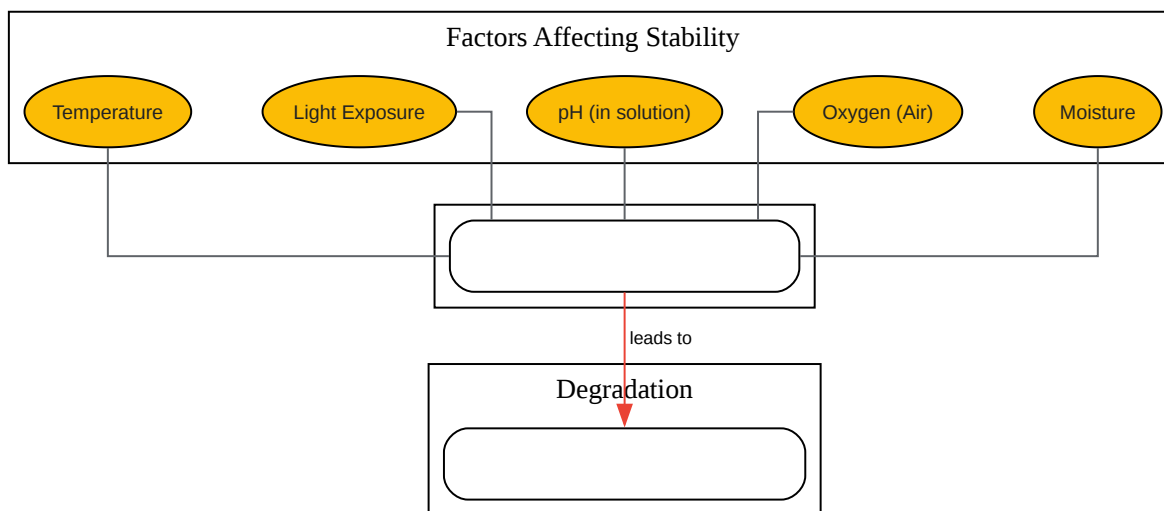 Factors Affecting Stability
Temperature
Light Exposure
pH (in solution)
Oxygen (Air)
Moisture
leads to
Degradation